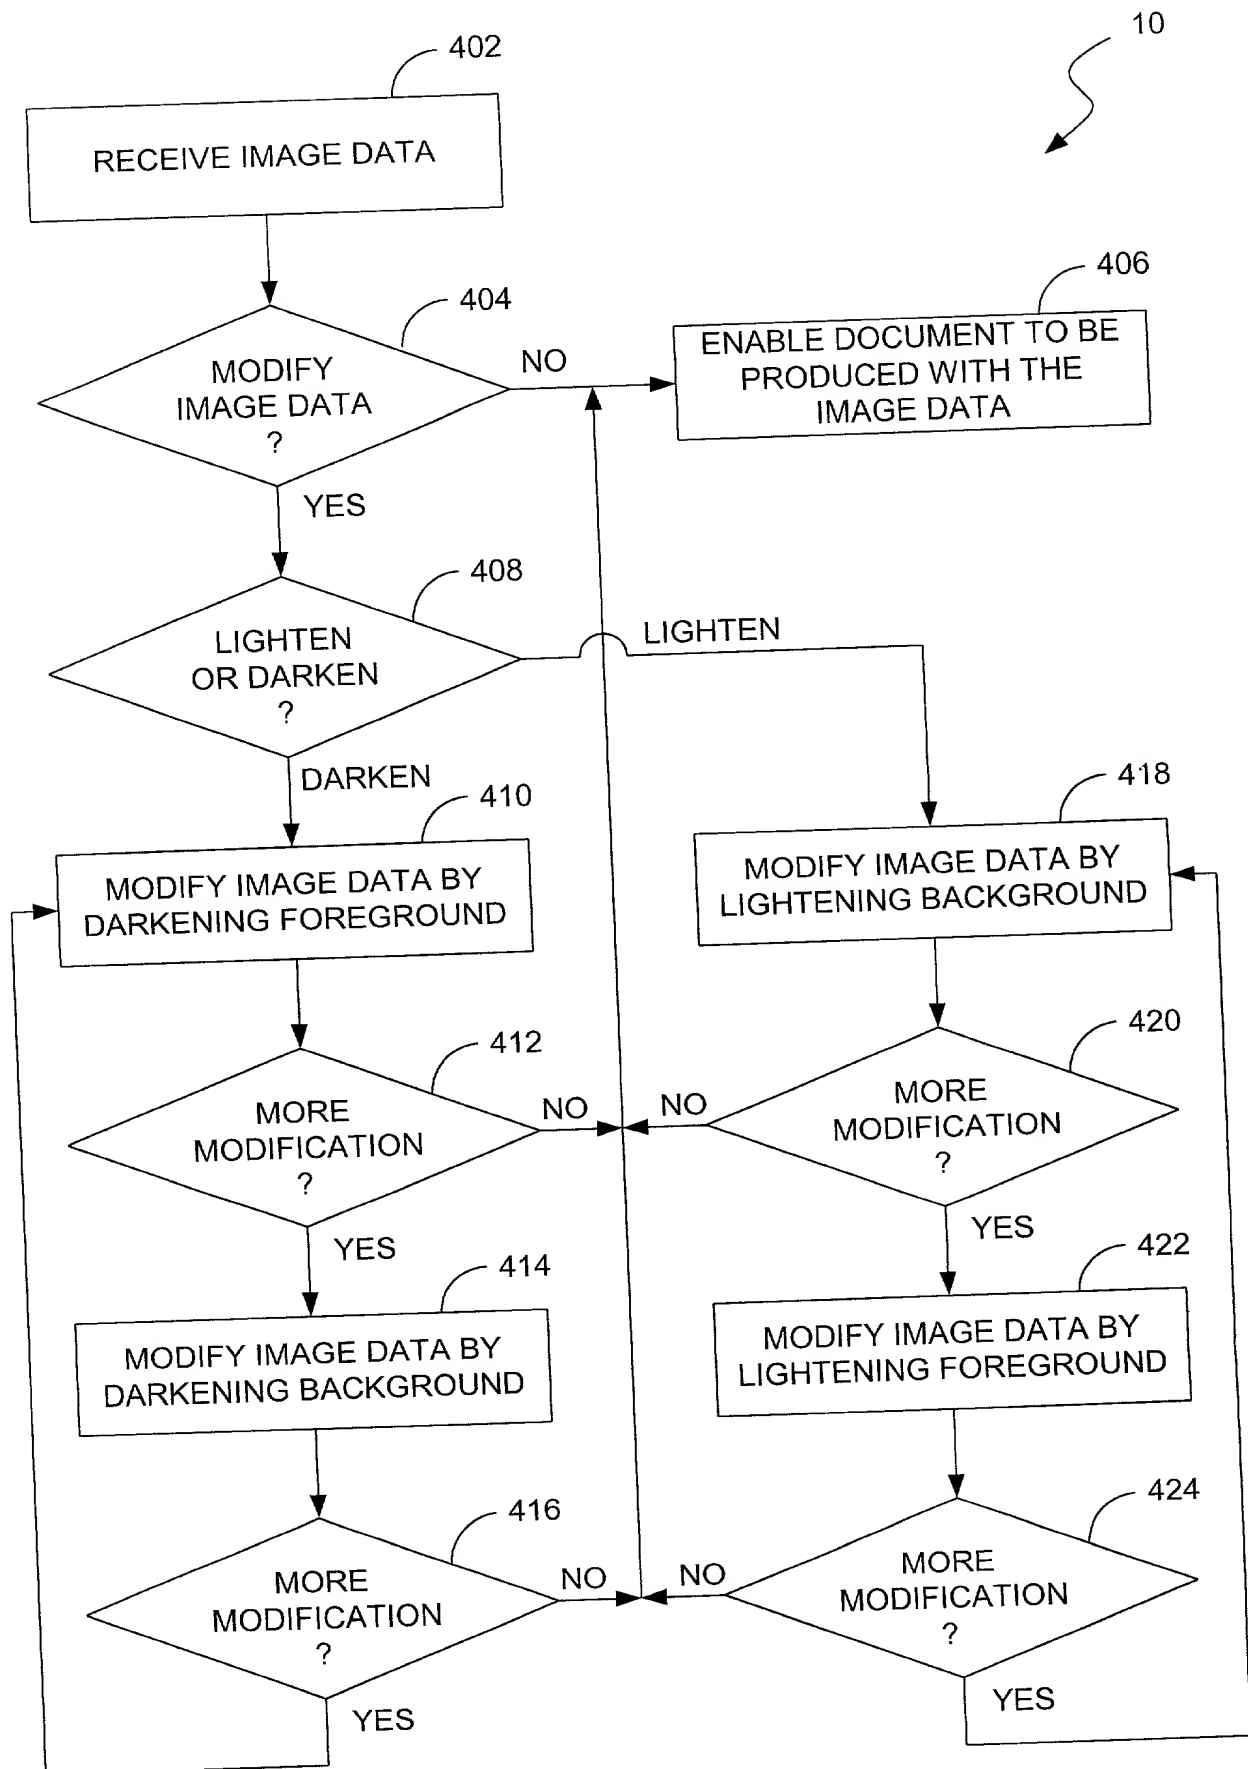 10
402
RECEIVE IMAGE DATA
404
MODIFY
IMAGE DATA
?
NO
YES
406
ENABLE DOCUMENT TO BE
PRODUCED WITH THE
IMAGE DATA
408
LIGHTEN
OR DARKEN
?
LIGHTEN
DARKEN
410
MODIFY IMAGE DATA BY
DARKENING FOREGROUND
412
MORE
MODIFICATION
?
NO
YES
414
MODIFY IMAGE DATA BY
DARKENING BACKGROUND
416
MORE
MODIFICATION
?
NO
YES
418
MODIFY IMAGE DATA BY
LIGHTENING BACKGROUND
420
MORE
MODIFICATION
?
NO
YES
422
MODIFY IMAGE DATA BY
LIGHTENING FOREGROUND
424
MORE
MODIFICATION
?
NO
YES